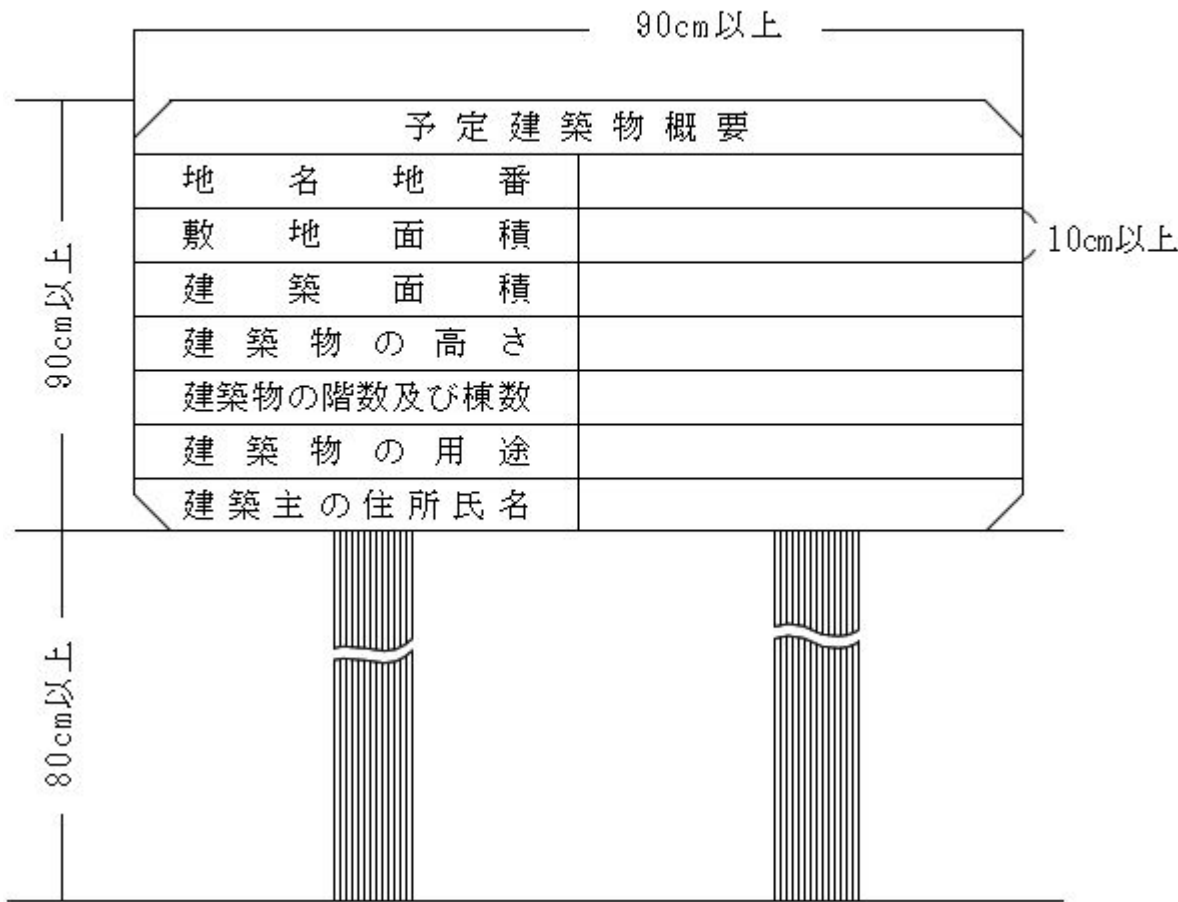 90cm以上
予定建築物概要
地名地番
敷地面積
10cm以上
建築面積
建築物の高さ
建築物の階数及び棟数
建築物の用途
建築主の住所氏名
90cm以上
80cm以上